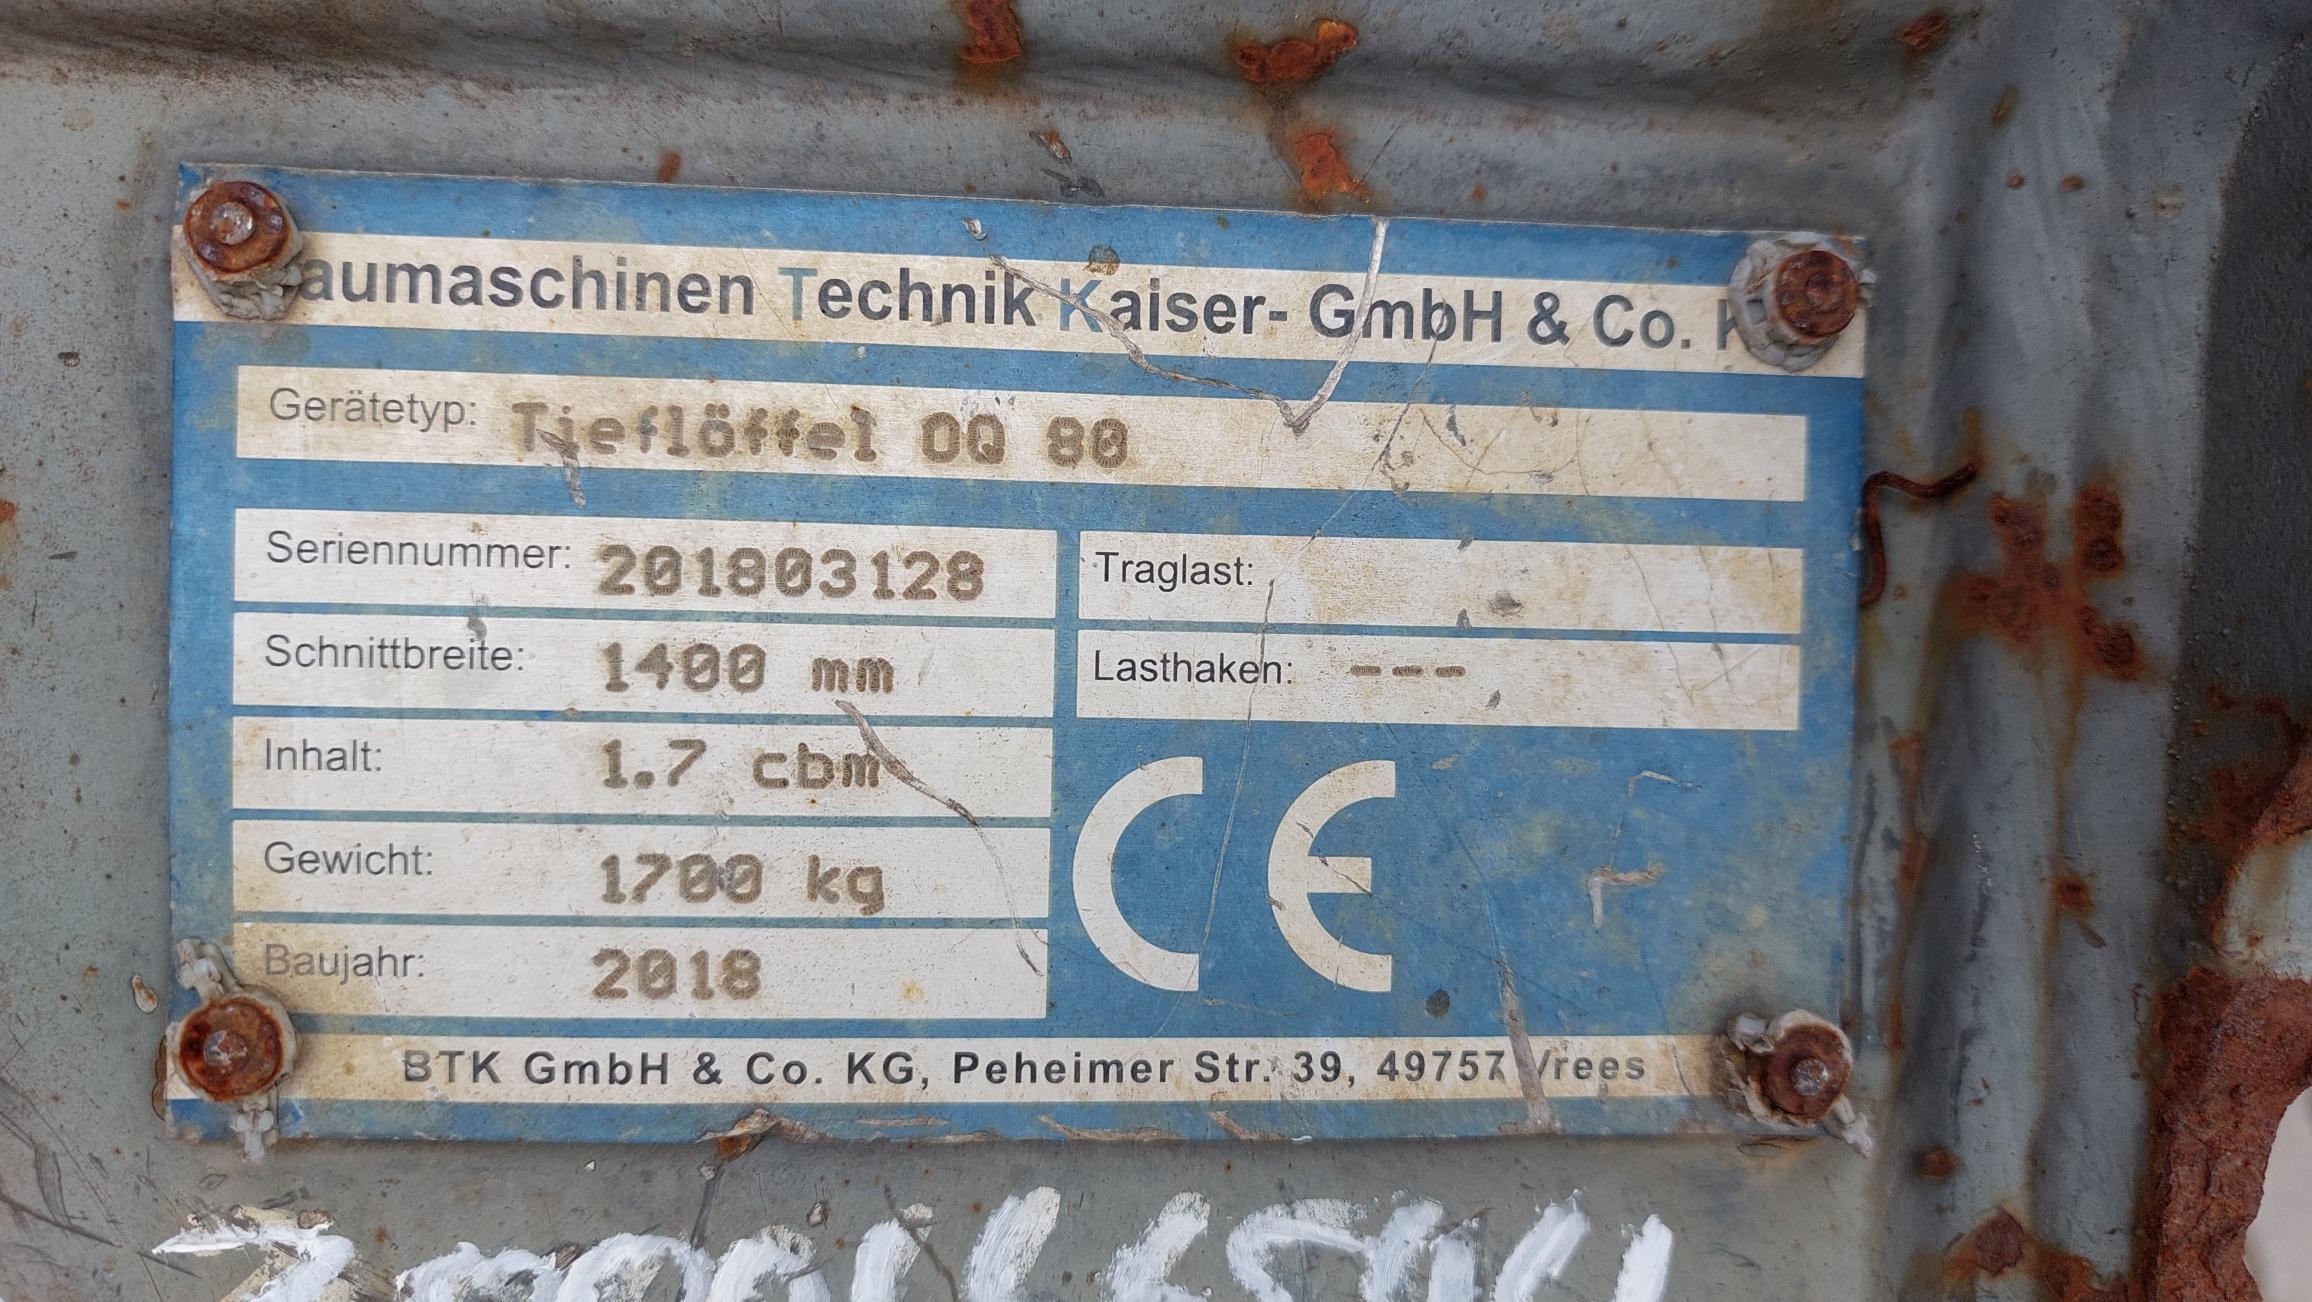 aumaschinen Technik Kaiser- GmbH & Co. K
Gerätetyp: Tieflöffel OQ 80
Seriennummer: 201803128
Traglast:
Schnittbreite: 1400 mm
Lasthaken: ---
Inhalt: 1.7 cbm
Gewicht: 1700 kg
Baujahr: 2018
CE
BTK GmbH & Co. KG, Peheimer Str. 39, 49757 Vrees